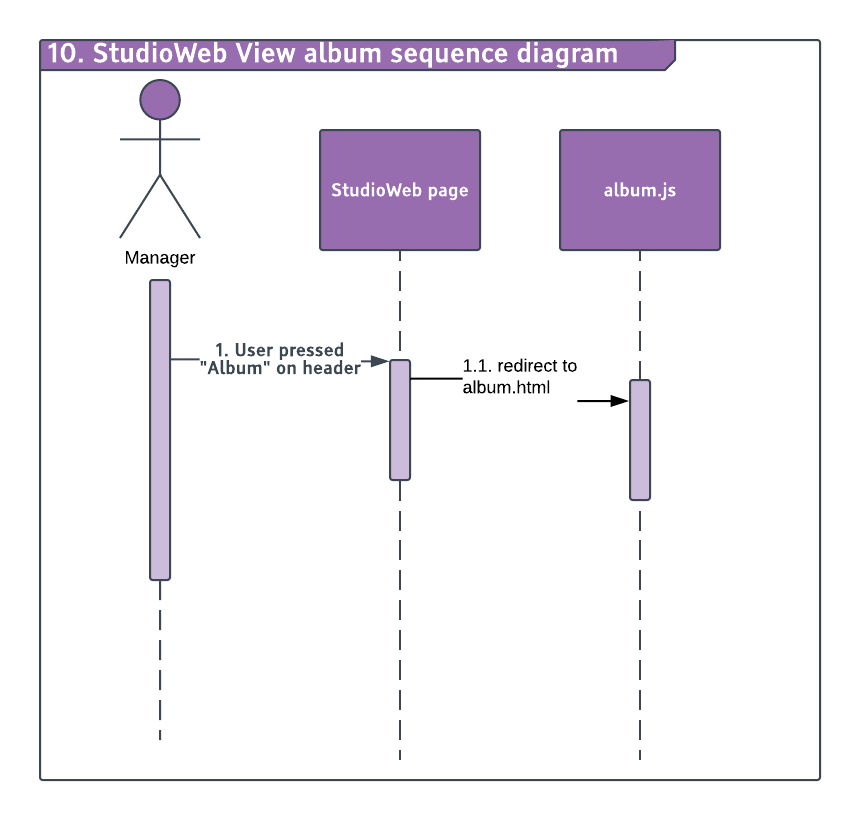 10. StudioWeb View album sequence diagram
StudioWeb page
album.js
Manager
1. User pressed
"Album" on header
1.1. redirect to
album.html